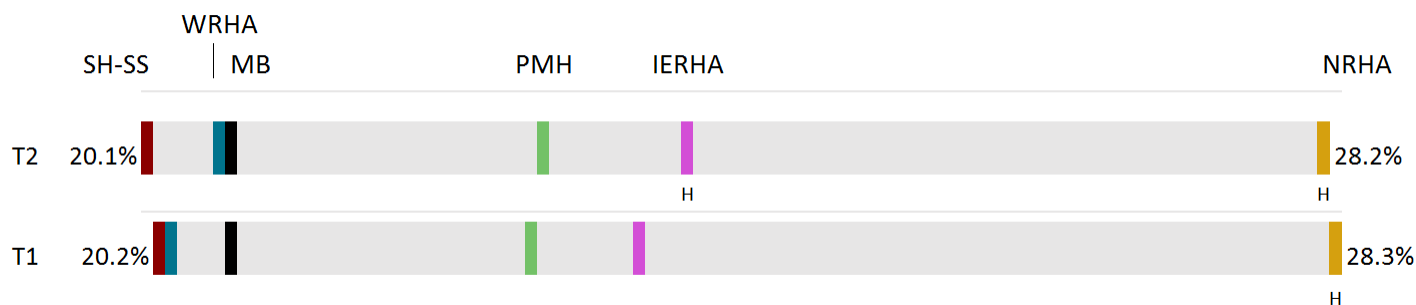 WRHA
SH-SS MB PMH IERHA NRHA
T2 20.1% 28.2%
H H
T1 20.2% 28.3%
H